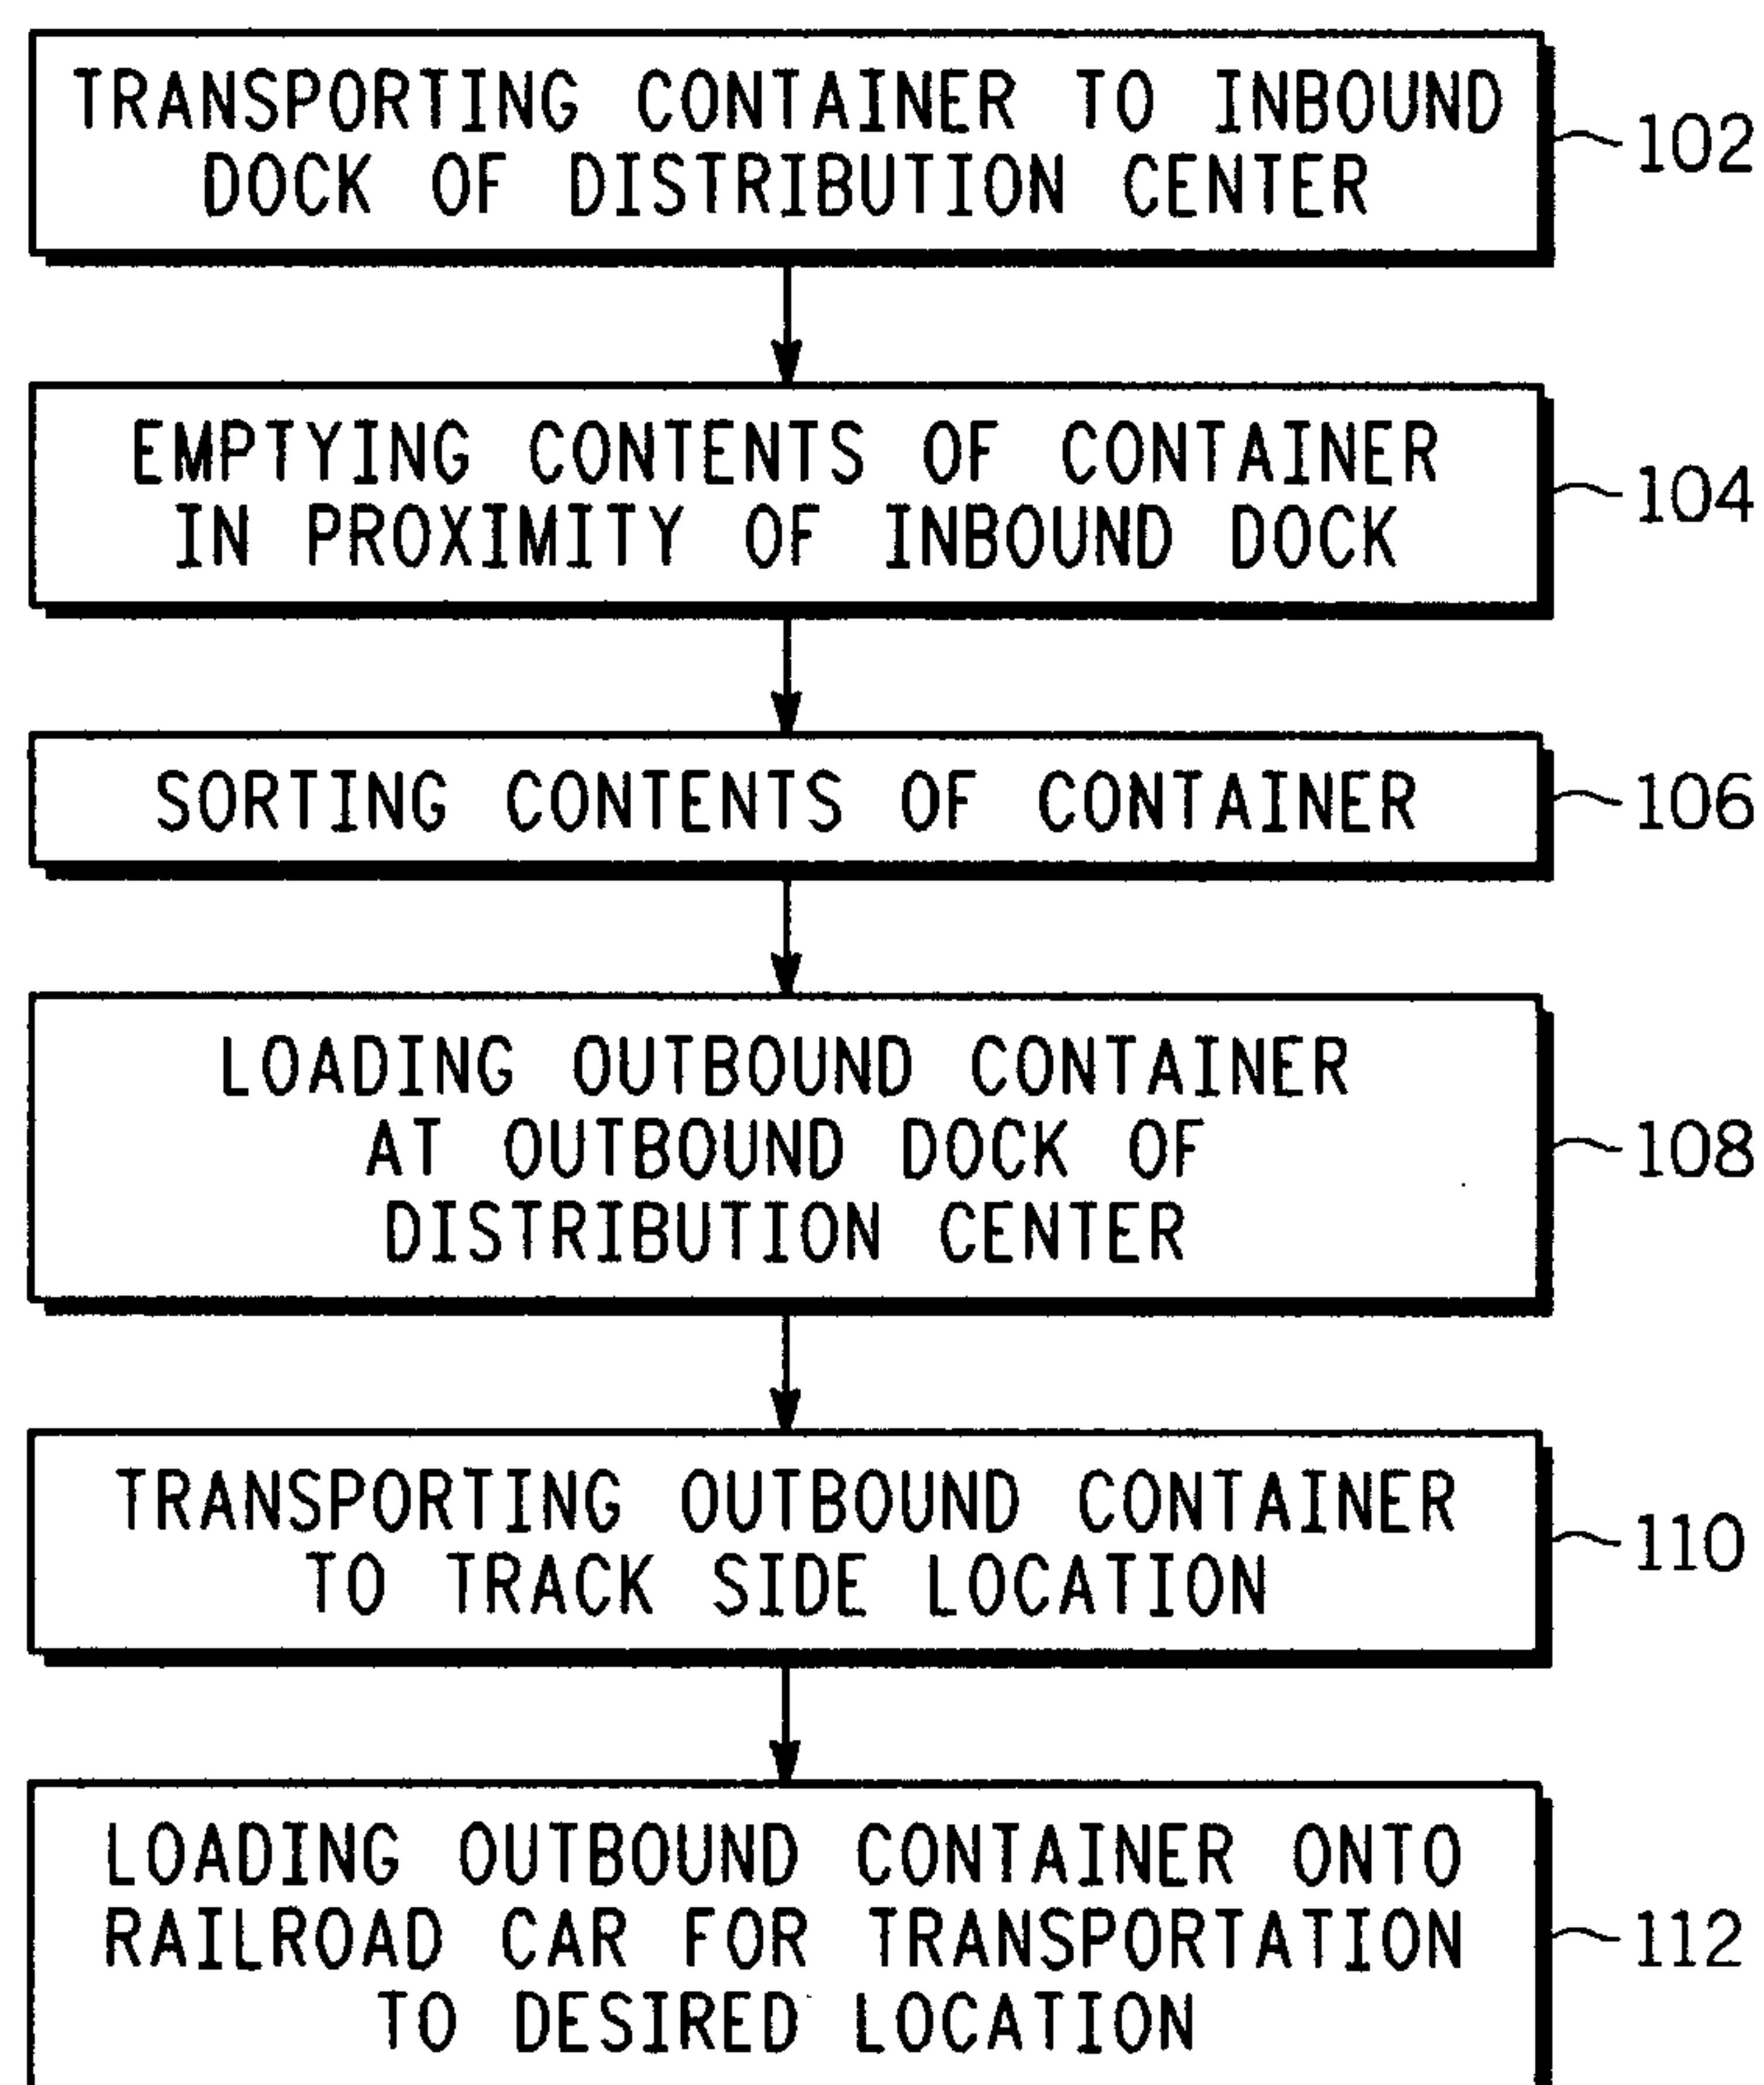 TRANSPORTING CONTAINER TO INBOUND
DOCK OF DISTRIBUTION CENTER
102
EMPTYING CONTENTS OF CONTAINER
IN PROXIMITY OF INBOUND DOCK
104
SORTING CONTENTS OF CONTAINER
106
LOADING OUTBOUND CONTAINER
AT OUTBOUND DOCK OF
DISTRIBUTION CENTER
108
TRANSPORTING OUTBOUND CONTAINER
TO TRACK SIDE LOCATION
110
LOADING OUTBOUND CONTAINER ONTO
RAILROAD CAR FOR TRANSPORTATION
TO DESIRED LOCATION
112